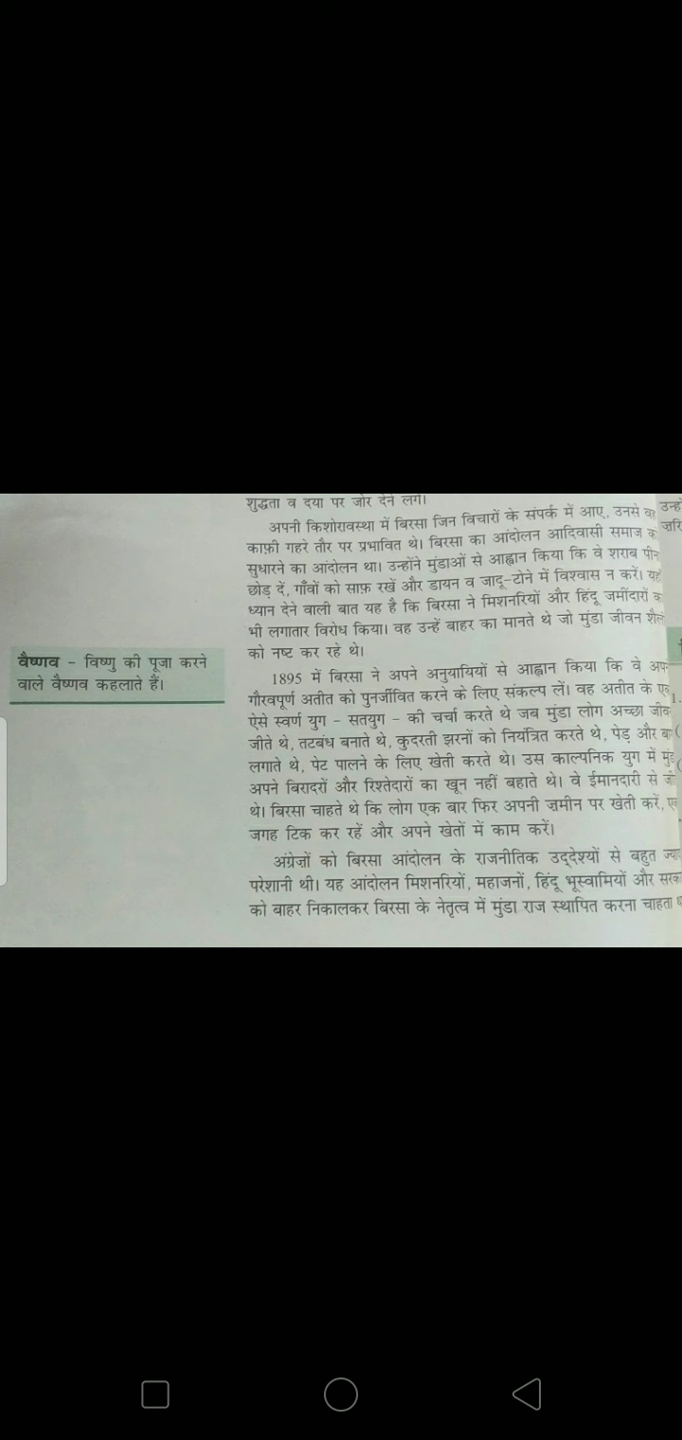 शुद्धता व दया पर जोर देने लगे।
अपनी किशोरावस्था में बिरसा जिन विचारों के संपर्क में आए, उनसे वह
काफ़ी गहरे तौर पर प्रभावित थे। बिरसा का आंदोलन आदिवासी समाज
सुधारने का आंदोलन था। उन्होंने मुंडाओं से आह्वान किया कि वे शराब
छोड़ दें, गाँवों को साफ़ रखें और डायन व जादू-टोने में विश्वास न करें।
ध्यान देने वाली बात यह है कि बिरसा ने मिशनरियों और हिंदू जमींदारों
भी लगातार विरोध किया। वह उन्हें बाहर का मानते थे जो मुंडा जीवन
को नष्ट कर रहे थे।
1895 में बिरसा ने अपने अनुयायियों से आह्वान किया कि वे
गौरवपूर्ण अतीत को पुनर्जीवित करने के लिए संकल्प लें। वह अतीत के
ऐसे स्वर्ण युग - सतयुग - की चर्चा करते थे जब मुंडा लोग अच्छा
जीते थे, तटबंध बनाते थे, कुदरती झरनों को नियंत्रित करते थे, पेड़ और
लगाते थे, पेट पालने के लिए खेती करते थे। उस काल्पनिक युग में
अपने बिरादरों और रिश्तेदारों का खून नहीं बहाते थे। वे ईमानदारी से
थे। बिरसा चाहते थे कि लोग एक बार फिर अपनी ज़मीन पर खेती करें,
जगह टिक कर रहें और अपने खेतों में काम करें।
अंग्रेज़ों को बिरसा आंदोलन के राजनीतिक उद्देश्यों से बहुत
परेशानी थी। यह आंदोलन मिशनरियों, महाजनों, हिंदू भूस्वामियों और
को बाहर निकालकर बिरसा के नेतृत्व में मुंडा राज स्थापित करना चाहता
वैष्णव - विष्णु की पूजा करने
वाले वैष्णव कहलाते हैं।